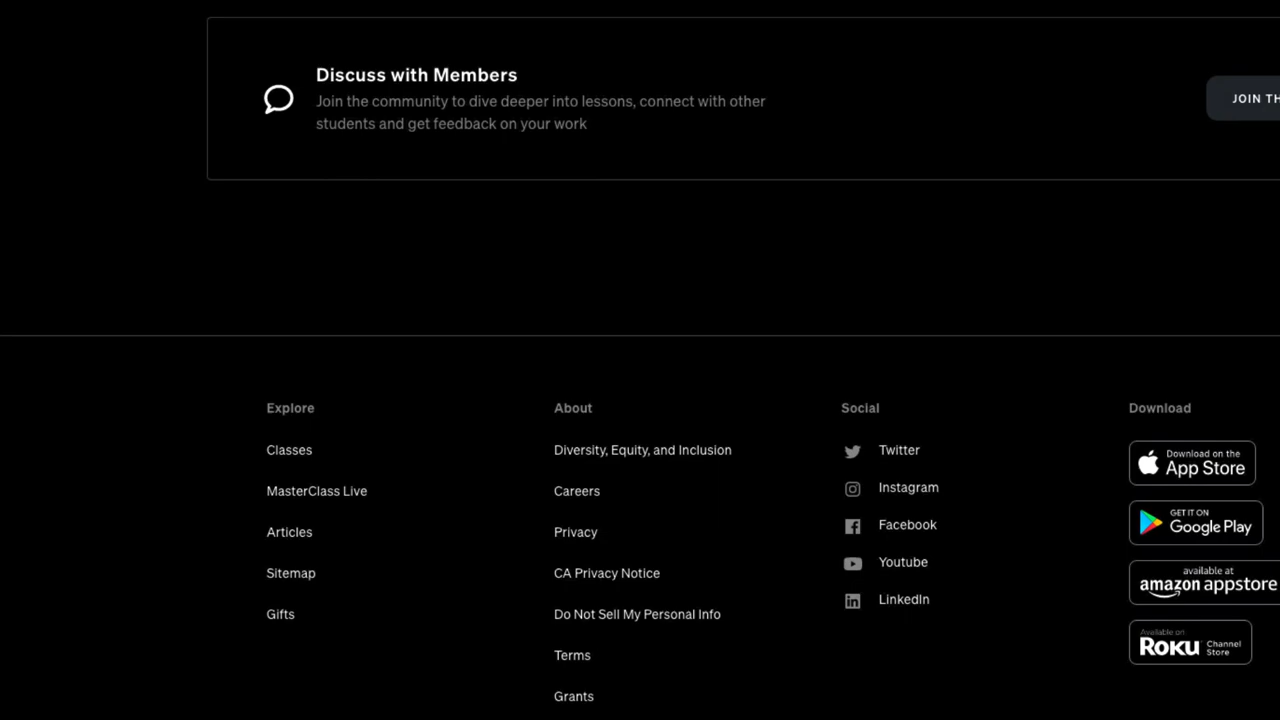 Discuss with Members
Join the community to dive deeper into lessons, connect with other
students and get feedback on your work
JOIN TH
Explore
Classes
MasterClass Live
Articles
Sitemap
Gifts
About
Diversity, Equity, and Inclusion
Careers
Privacy
CA Privacy Notice
Do Not Sell My Personal Info
Terms
Grants
Social
Twitter
Instagram
Facebook
Youtube
LinkedIn
Download
Download on the
App Store
GET IT ON
Google Play
available at
amazon appstore
Available on
ROKU Channel
Store